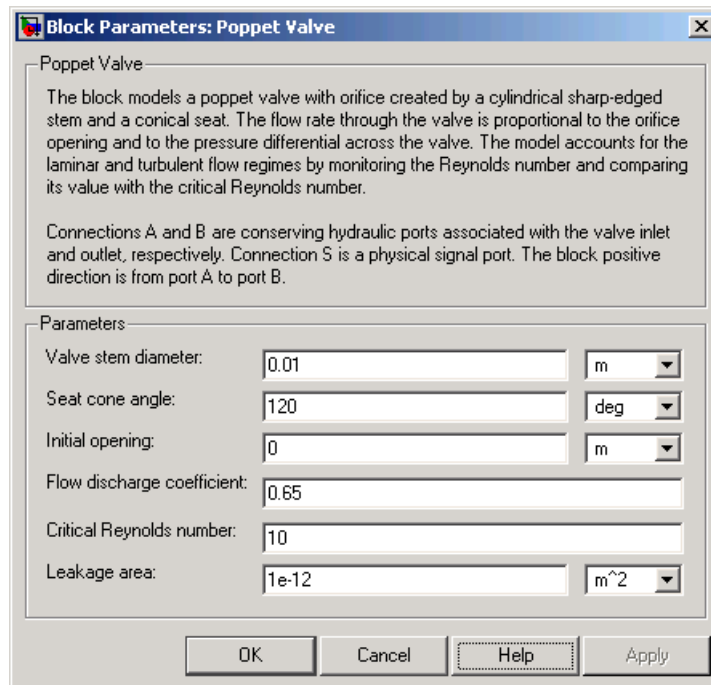 Block Parameters: Poppet Valve
Poppet Valve
The block models a poppet valve with orifice created by a cylindrical sharp-edged
stem and a conical seat. The flow rate through the valve is proportional to the orifice
opening and to the pressure differential across the valve. The model accounts for the
laminar and turbulent flow regimes by monitoring the Reynolds number and comparing
its value with the critical Reynolds number.
Connections A and B are conserving hydraulic ports associated with the valve inlet
and outlet, respectively. Connection S is a physical signal port. The block positive
direction is from port A to port B.
Parameters
Valve stem diameter: 0.01 m
Seat cone angle: 120 deg
Initial opening: 0 m
Flow discharge coefficient: 0.65
Critical Reynolds number: 10
Leakage area: 1e-12 m^2
OK Cancel Help Apply